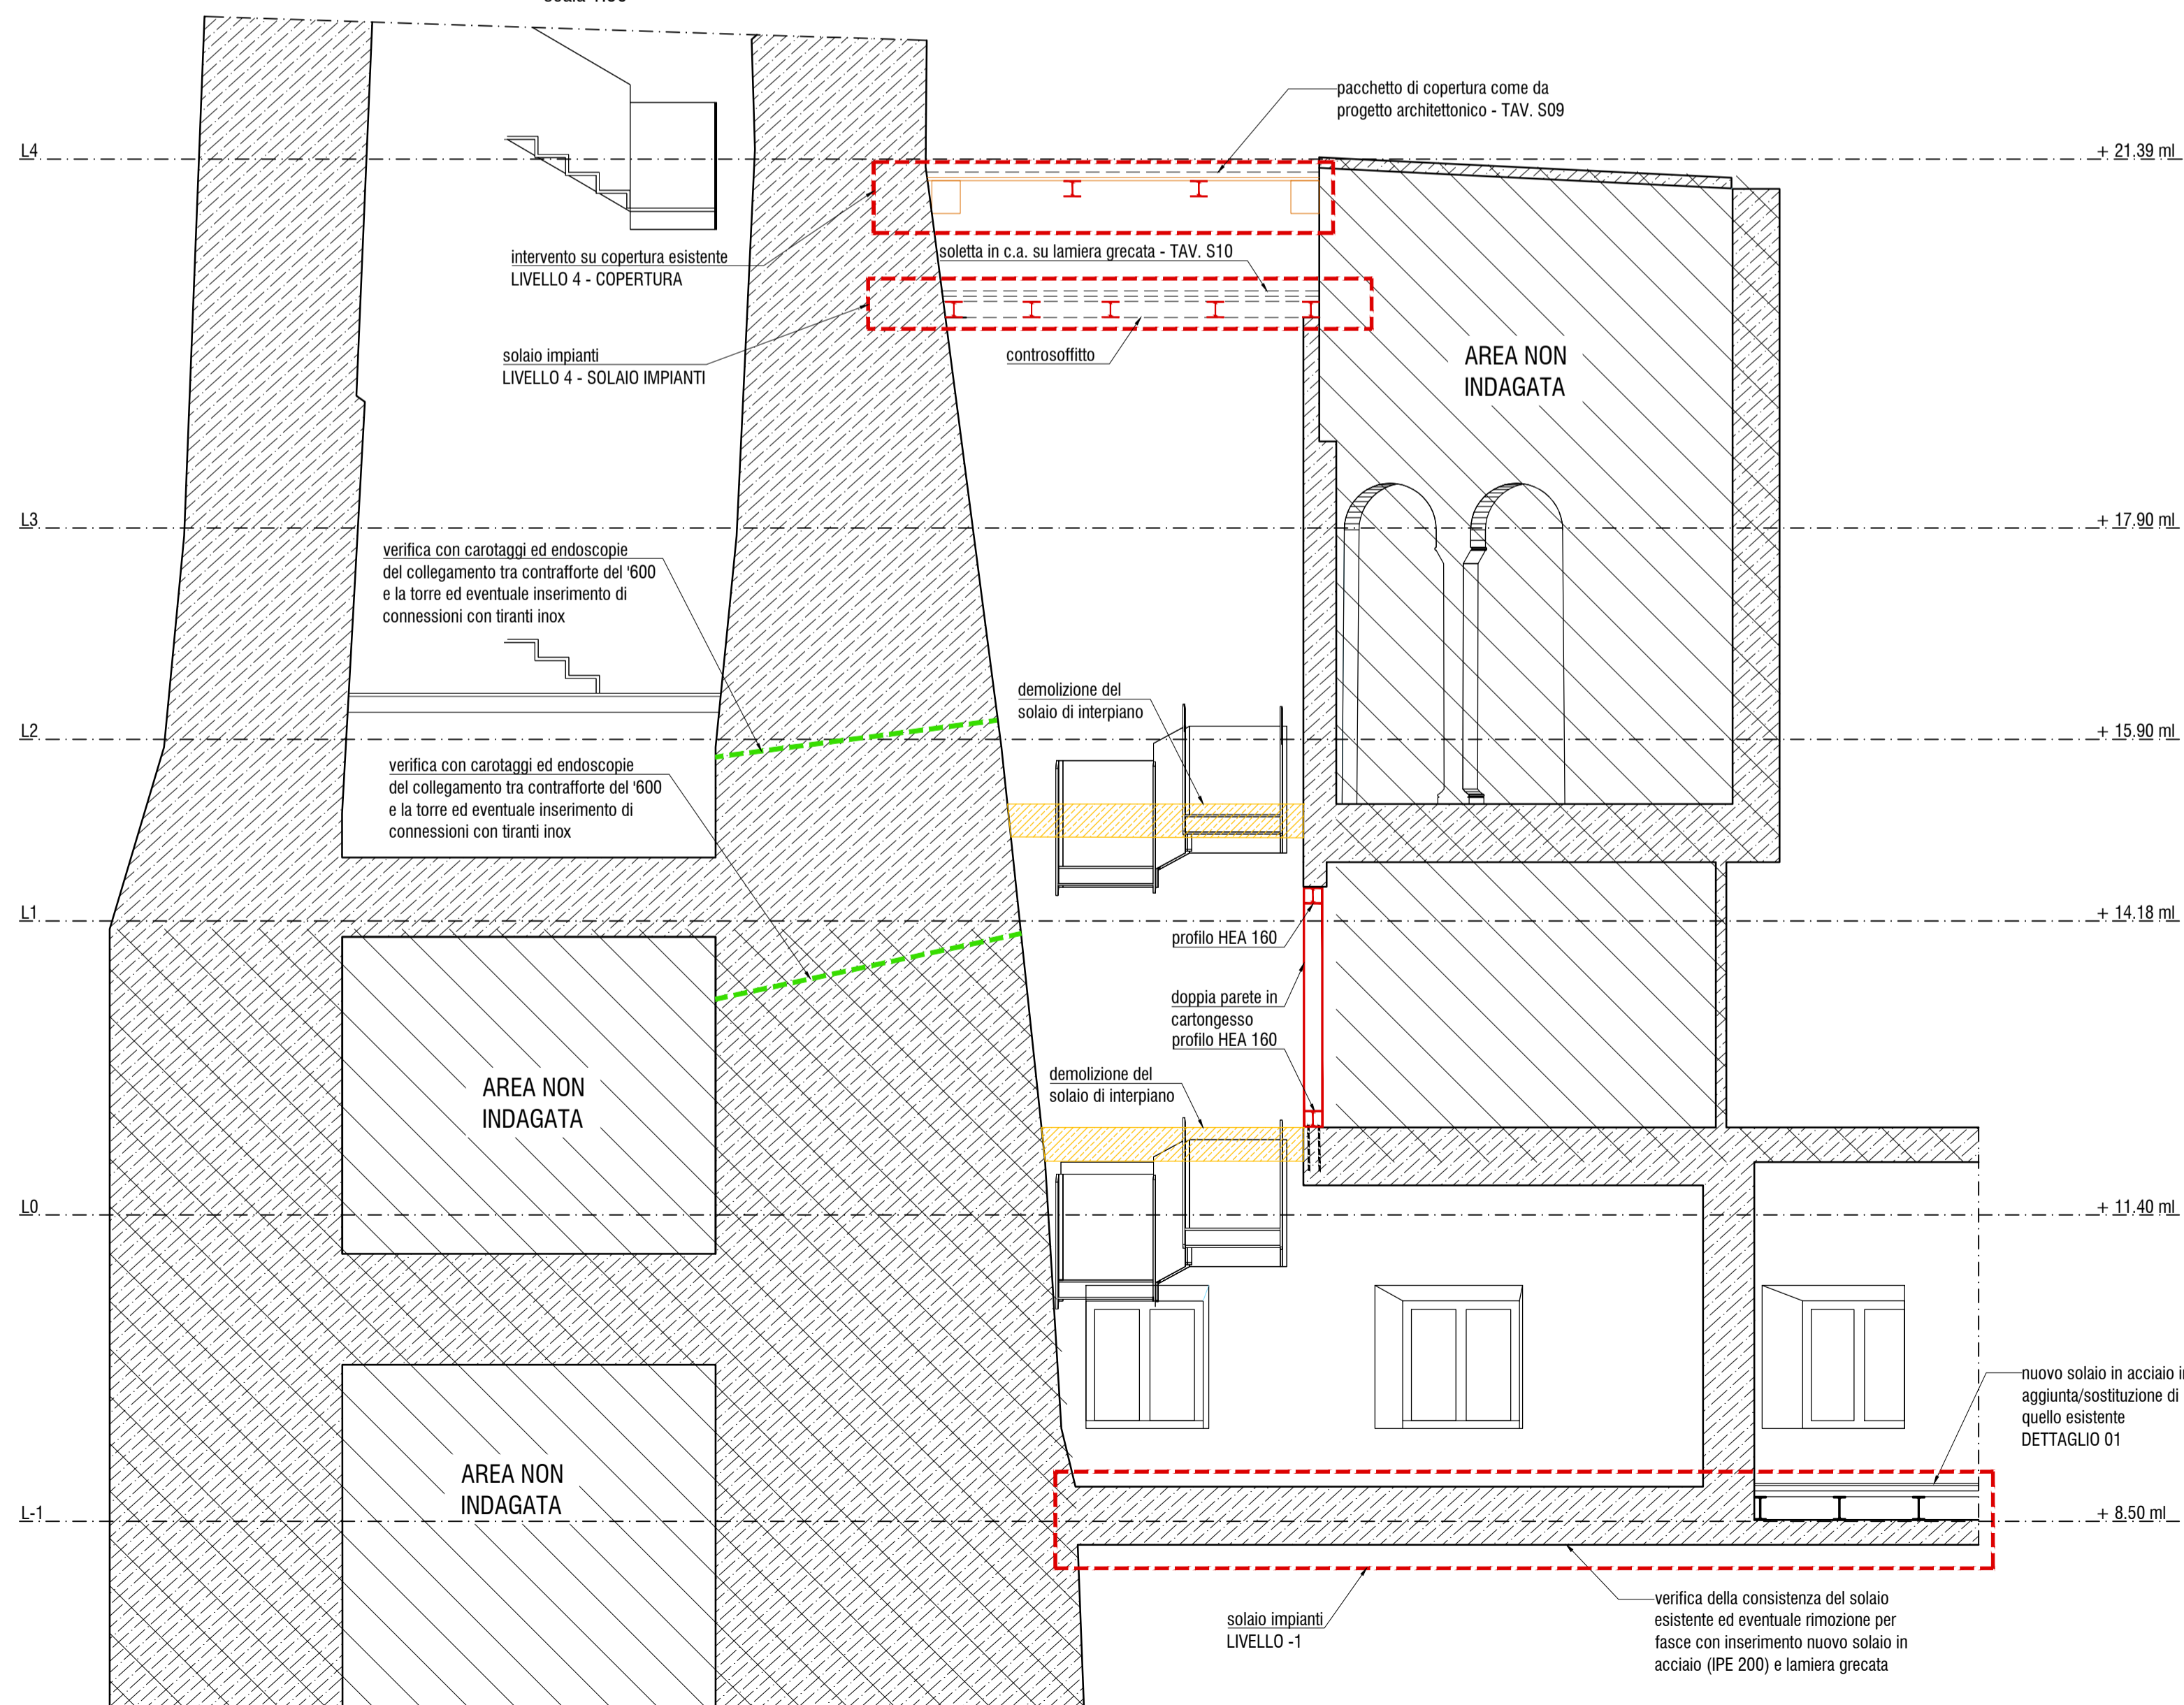 pacchetto di copertura come da
progetto architettonico - TAV. S09
L4
+ 21.39 ml
intervento su copertura esistente
LIVELLO 4 - COPERTURA
soletta in c.a. su lamiera grecata - TAV. S10
solaio impianti
LIVELLO 4 - SOLAIO IMPIANTI
controsoffitto
AREA NON
INDAGATA
L3
+ 17.90 ml
verifica con carotaggi ed endoscopie
del collegamento tra contrafforte del '600
e la torre ed eventuale inserimento di
connessioni con tiranti inox
demolizione del
solaio di interpiano
L2
+ 15.90 ml
verifica con carotaggi ed endoscopie
del collegamento tra contrafforte del '600
e la torre ed eventuale inserimento di
connessioni con tiranti inox
L1
+ 14.18 ml
profilo HEA 160
doppia parete in
cartongesso
profilo HEA 160
demolizione del
solaio di interpiano
AREA NON
INDAGATA
L0
+ 11.40 ml
nuovo solaio in acciaio i
aggiunta/sostituzione di
quello esistente
DETTAGLIO 01
AREA NON
INDAGATA
L-1
+ 8.50 ml
solaio impianti
LIVELLO -1
verifica della consistenza del solaio
esistente ed eventuale rimozione per
fasce con inserimento nuovo solaio in
acciaio (IPE 200) e lamiera grecata